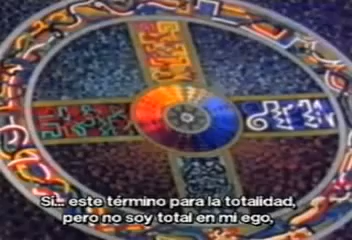 Sí... este término para la totalidad,
pero no soy total en mi ego,